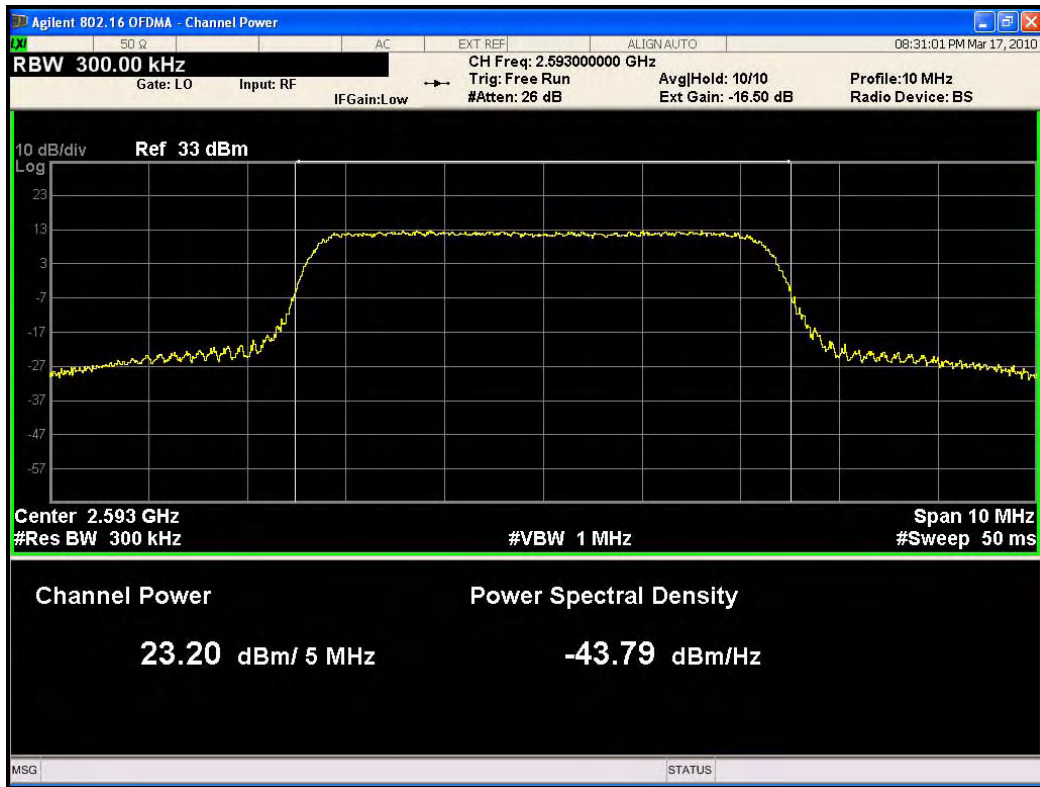 Agilent 802.16 OFDMA - Channel Power
LXI 50 Ω AC EXT REF ALIGN AUTO 08:31:01 PM Mar 17, 2010
RBW 300.00 kHz CH Freq: 2.593000000 GHz
Trig: Free Run Avg|Hold: 10/10 Profile:10 MHz
Gate: LO Input: RF
IFGain:Low #Atten: 26 dB Ext Gain: -16.50 dB Radio Device: BS
10 dB/div Ref 33 dBm
Log
23
13
3
-7
-17
-27
-37
-47
-57
Center 2.593 GHz Span 10 MHz
#Res BW 300 kHz #VBW 1 MHz #Sweep 50 ms
Channel Power Power Spectral Density
23.20 dBm/ 5 MHz -43.79 dBm/Hz
MSG STATUS